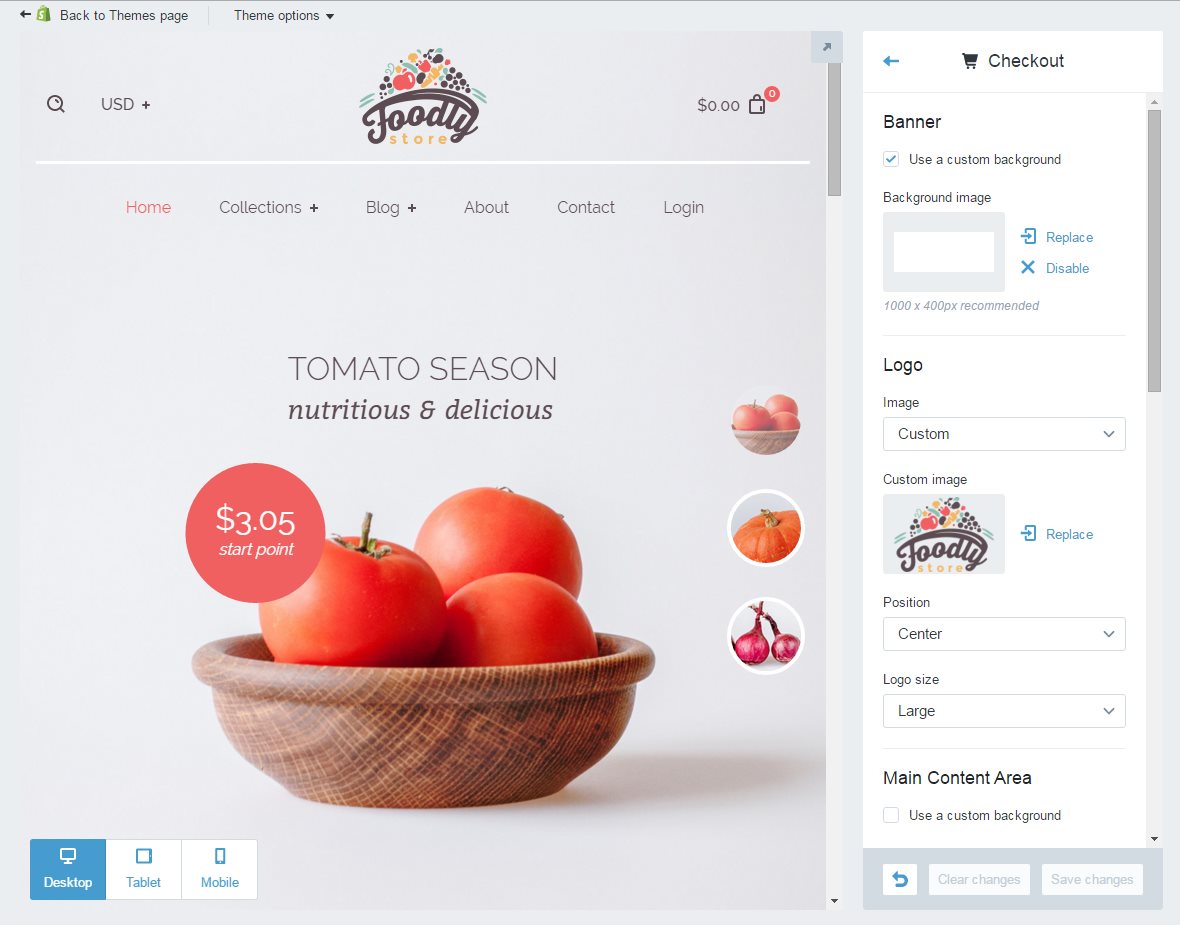 Back to Themes page
Theme options
USD +
Foodly
store
$0.00
0
Home
Collections +
Blog +
About
Contact
Login
TOMATO SEASON
nutritious & delicious
$3.05
start point
Desktop
Tablet
Mobile
Checkout
Banner
Use a custom background
Background image
Replace
Disable
1000 x 400px recommended
Logo
Image
Custom
Custom image
Foodly
store
Replace
Position
Center
Logo size
Large
Main Content Area
Use a custom background
Clear changes
Save changes